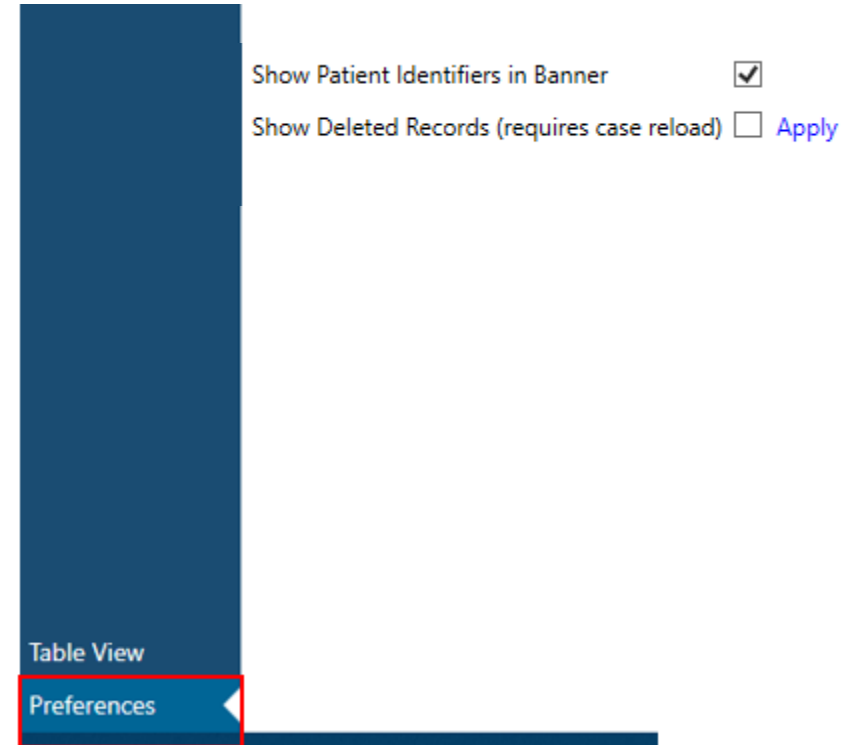 Show Patient Identifiers in Banner
Show Deleted Records (requires case reload) Apply
Table View
Preferences